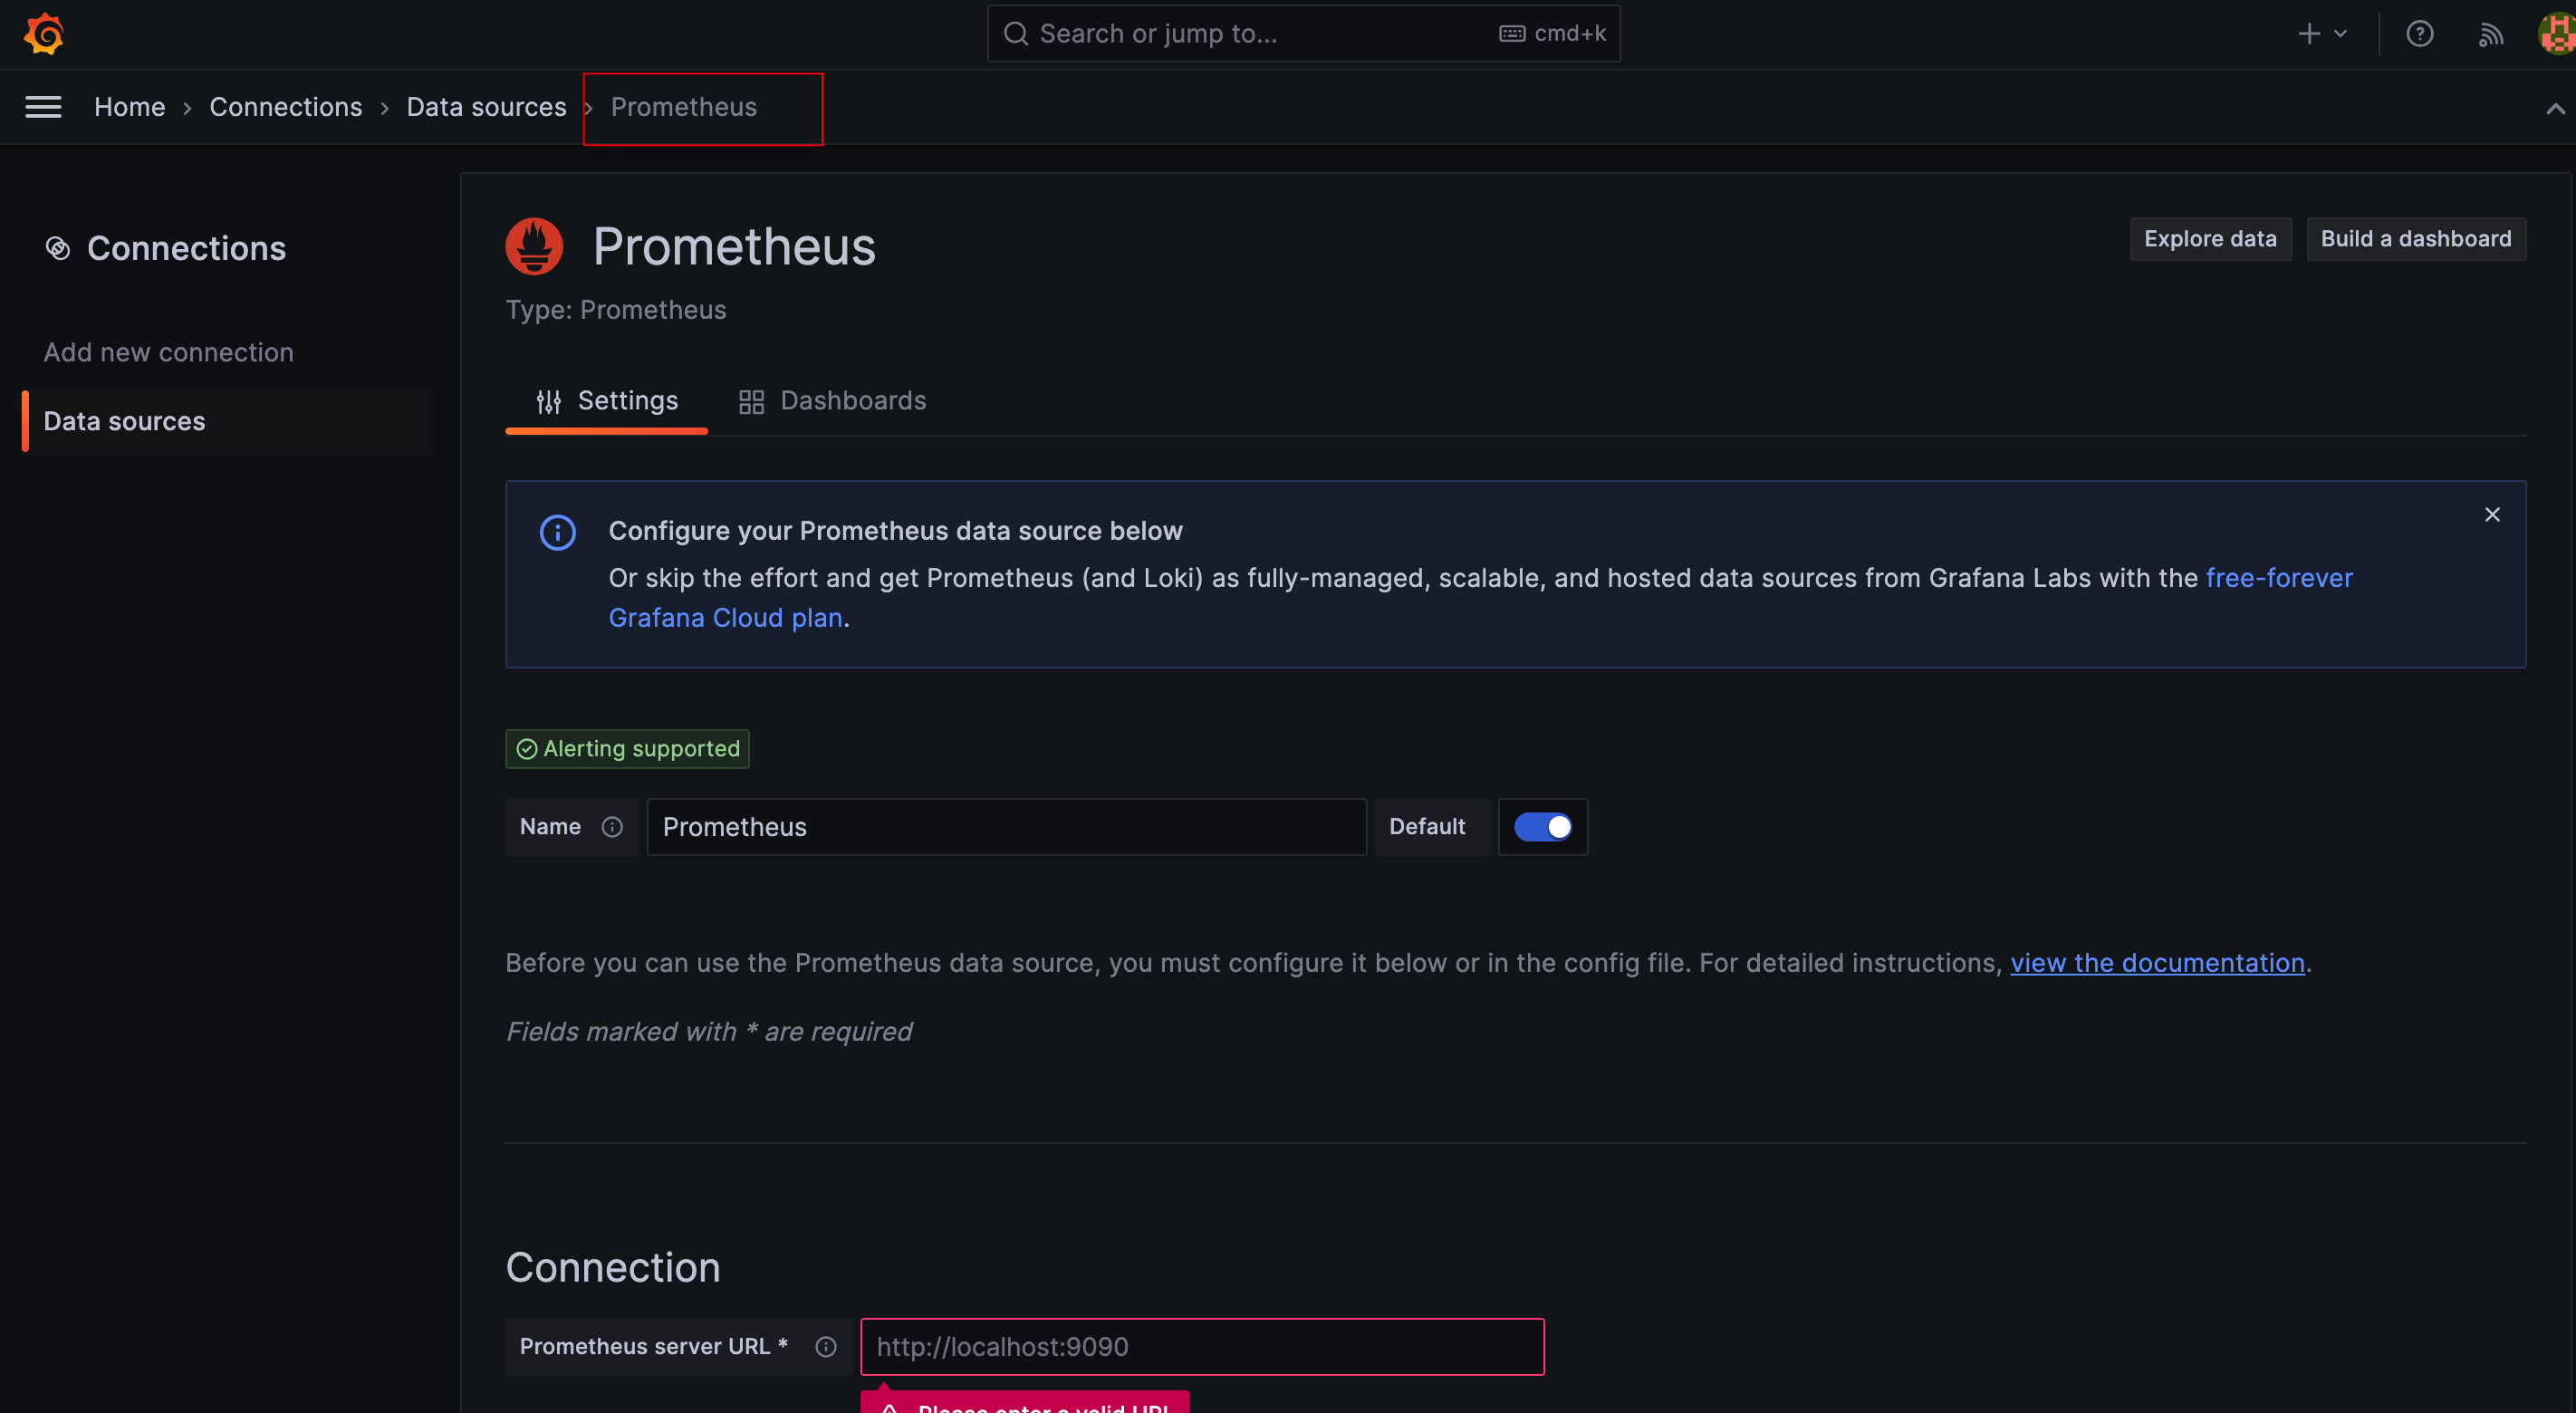 Search or jump to... cmd+k
Home › Connections › Data sources › Prometheus
Connections
Add new connection
Data sources
Prometheus
Explore data
Build a dashboard
Type: Prometheus
Settings
Dashboards
Configure your Prometheus data source below
Or skip the effort and get Prometheus (and Loki) as fully-managed, scalable, and hosted data sources from Grafana Labs with the free-forever
Grafana Cloud plan.
Alerting supported
Name Prometheus Default
Before you can use the Prometheus data source, you must configure it below or in the config file. For detailed instructions, view the documentation.
Fields marked with * are required
Connection
Prometheus server URL * http://localhost:9090
Please enter a valid URL